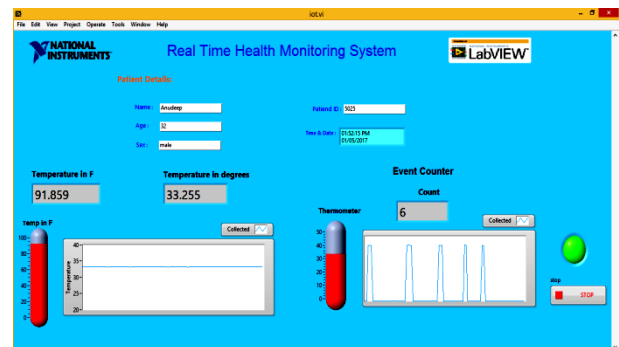 iot.vi
File Edit View Project Operate Tools Window Help
NATIONAL INSTRUMENTS
Real Time Health Monitoring System
LabVIEW
Patient Details:
Name : Anudeep
Patiend ID : 5025
Age : 32
Time & Date : 01:52:15 PM
01/05/2017
Sex : male
Temperature in F
Temperature in degrees
Event Counter
91.859
33.255
Count
6
Temp in F
Collected
Thermometer
Collected
100
80
60
40
20
0
Temperature
40
35
30
25
20
50
40
30
20
10
0
stop
STOP